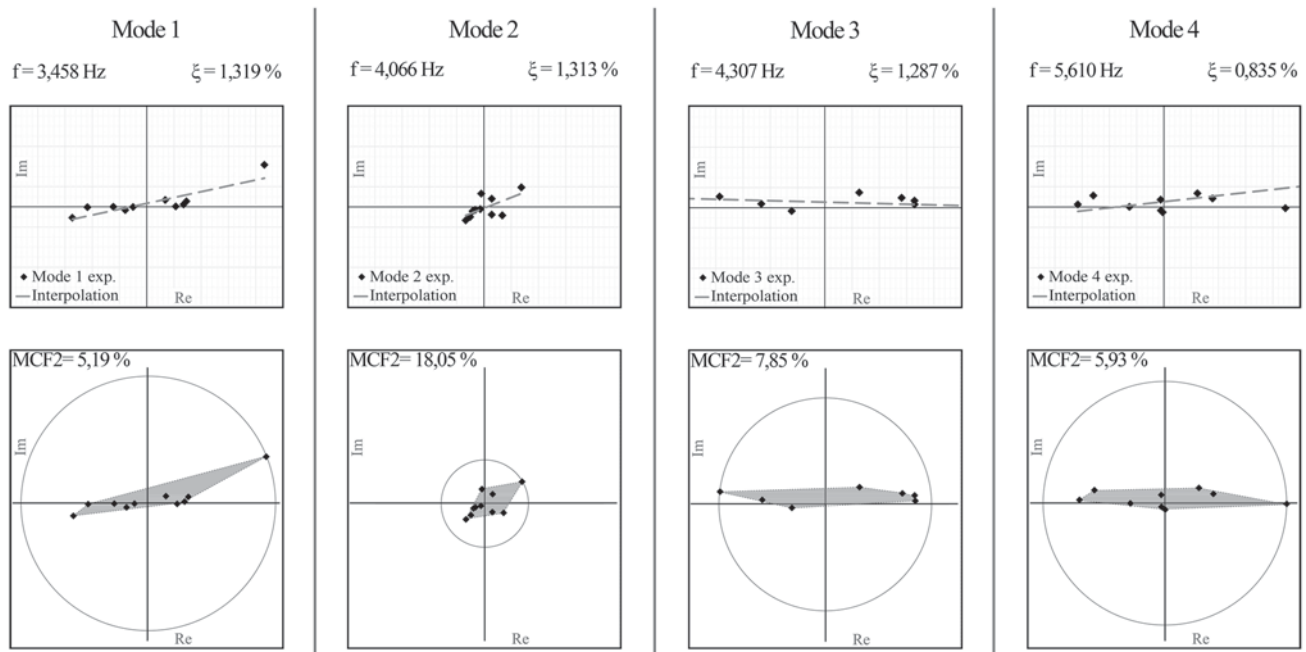 Mode 1
f = 3,458 Hz ξ = 1,319 %
Im
Mode 1 exp.
Interpolation
Re
MCF2= 5,19 %
Im
Re
Mode 2
f = 4,066 Hz ξ = 1,313 %
Im
Mode 2 exp.
Interpolation
Re
MCF2= 18,05 %
Im
Re
Mode 3
f = 4,307 Hz ξ = 1,287 %
Im
Mode 3 exp.
Interpolation
Re
MCF2= 7,85 %
Im
Re
Mode 4
f = 5,610 Hz ξ = 0,835 %
Im
Mode 4 exp.
Interpolation
Re
MCF2= 5,93 %
Im
Re